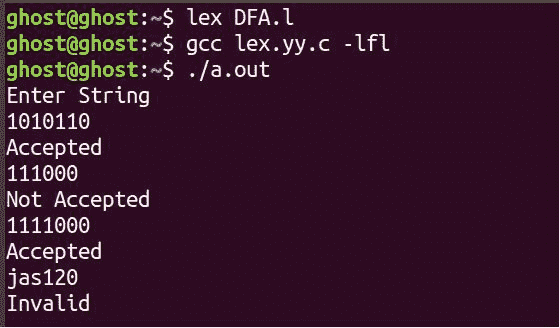 ghost@ghost:~$ lex DFA.l
ghost@ghost:~$ gcc lex.yy.c -lfl
ghost@ghost:~$ ./a.out
Enter String
1010110
Accepted
111000
Not Accepted
1111000
Accepted
jas120
Invalid